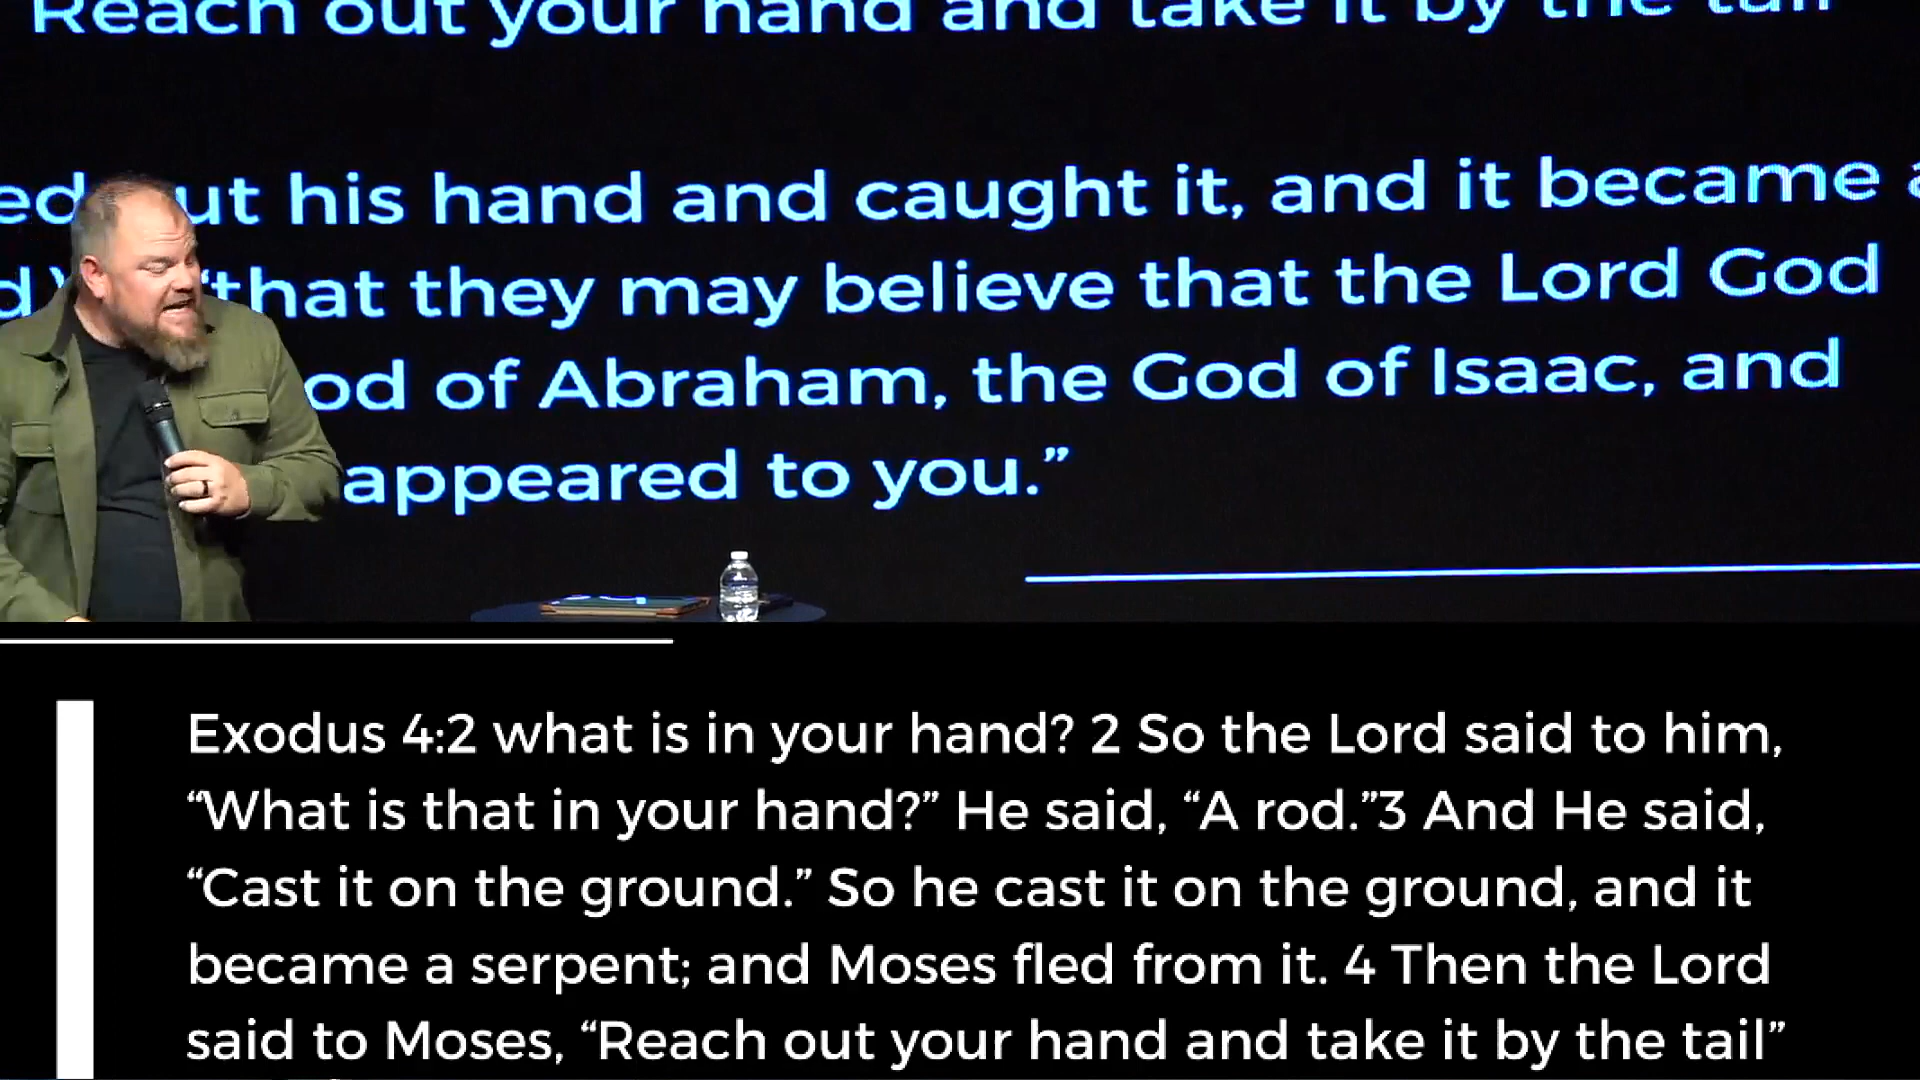 Reach out your hand and take it by the tail
ut his hand and caught it, and it became a
“that they may believe that the Lord God
od of Abraham, the God of Isaac, and
appeared to you.”
Exodus 4:2 what is in your hand? 2 So the Lord said to him,
“What is that in your hand?” He said, “A rod.”3 And He said,
“Cast it on the ground.” So he cast it on the ground, and it
became a serpent; and Moses fled from it. 4 Then the Lord
said to Moses, “Reach out your hand and take it by the tail”